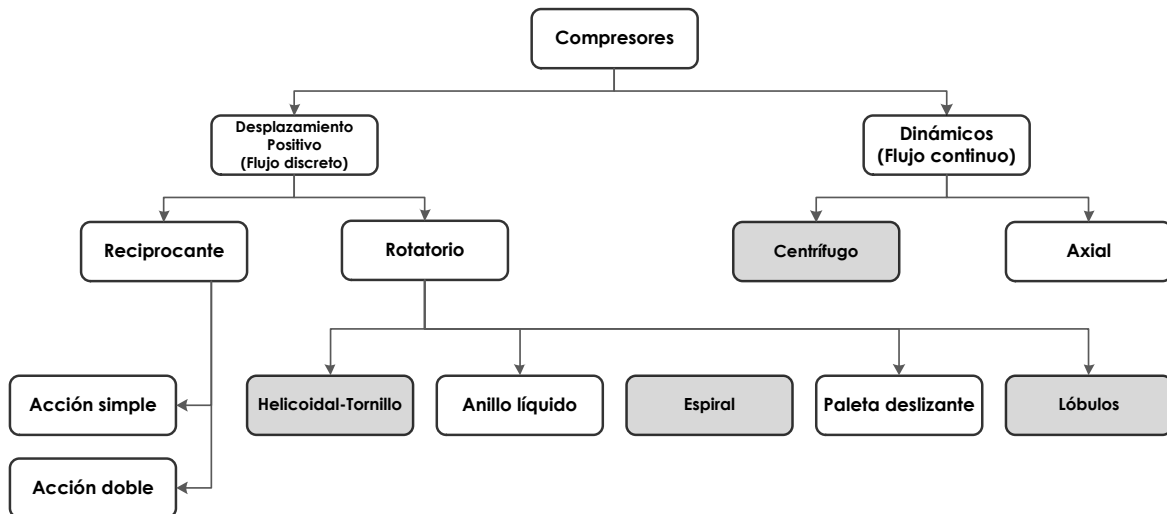 Compresores
Desplazamiento
Positivo
(Flujo discreto)
Dinámicos
(Flujo continuo)
Reciprocante
Rotatorio
Centrífugo
Axial
Acción simple
Helicoidal-Tornillo
Anillo líquido
Espiral
Paleta deslizante
Lóbulos
Acción doble